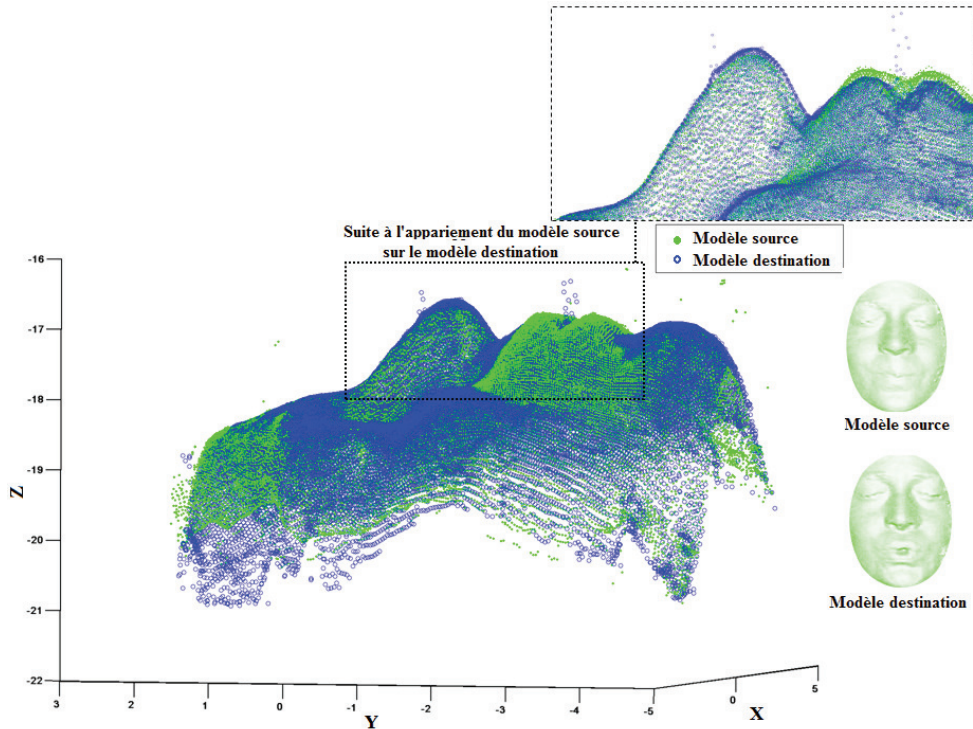 Suite à l'appariement du modèle source
sur le modèle destination
Modèle source
Modèle destination
-16
-17
-18
-19
-20
-21
-22
Z
3
2
1
0
-1
-2
-3
-4
-5
Y
0
5
X
Modèle source
Modèle destination